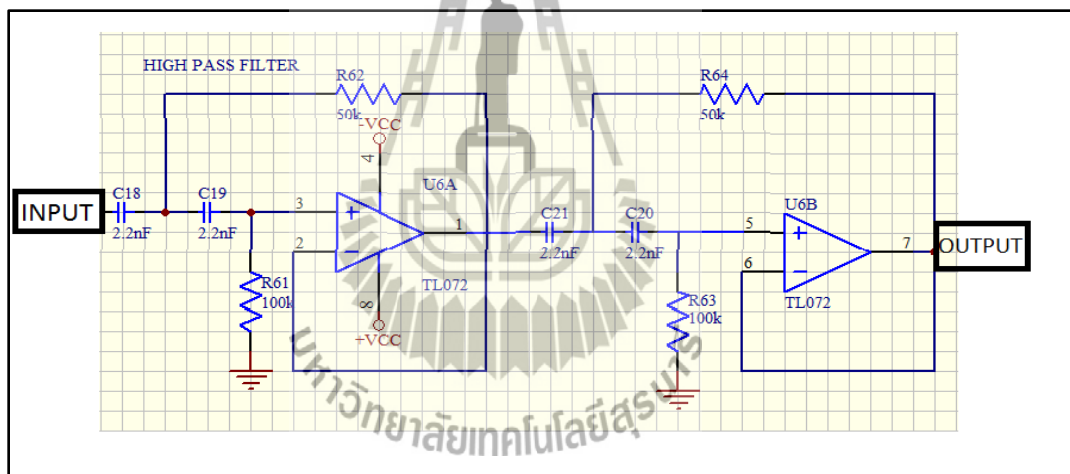 HIGH PASS FILTER
R62
50k
R64
50k
-VCC
4
INPUT
C18
2.2nF
C19
2.2nF
3
2
U6A
1
TL072
R61
100k
8
+VCC
C21
2.2nF
C20
2.2nF
R63
100k
U6B
5
6
7
TL072
OUTPUT
มหาวิทยาลัยเทคโนโลยีสุรนารี